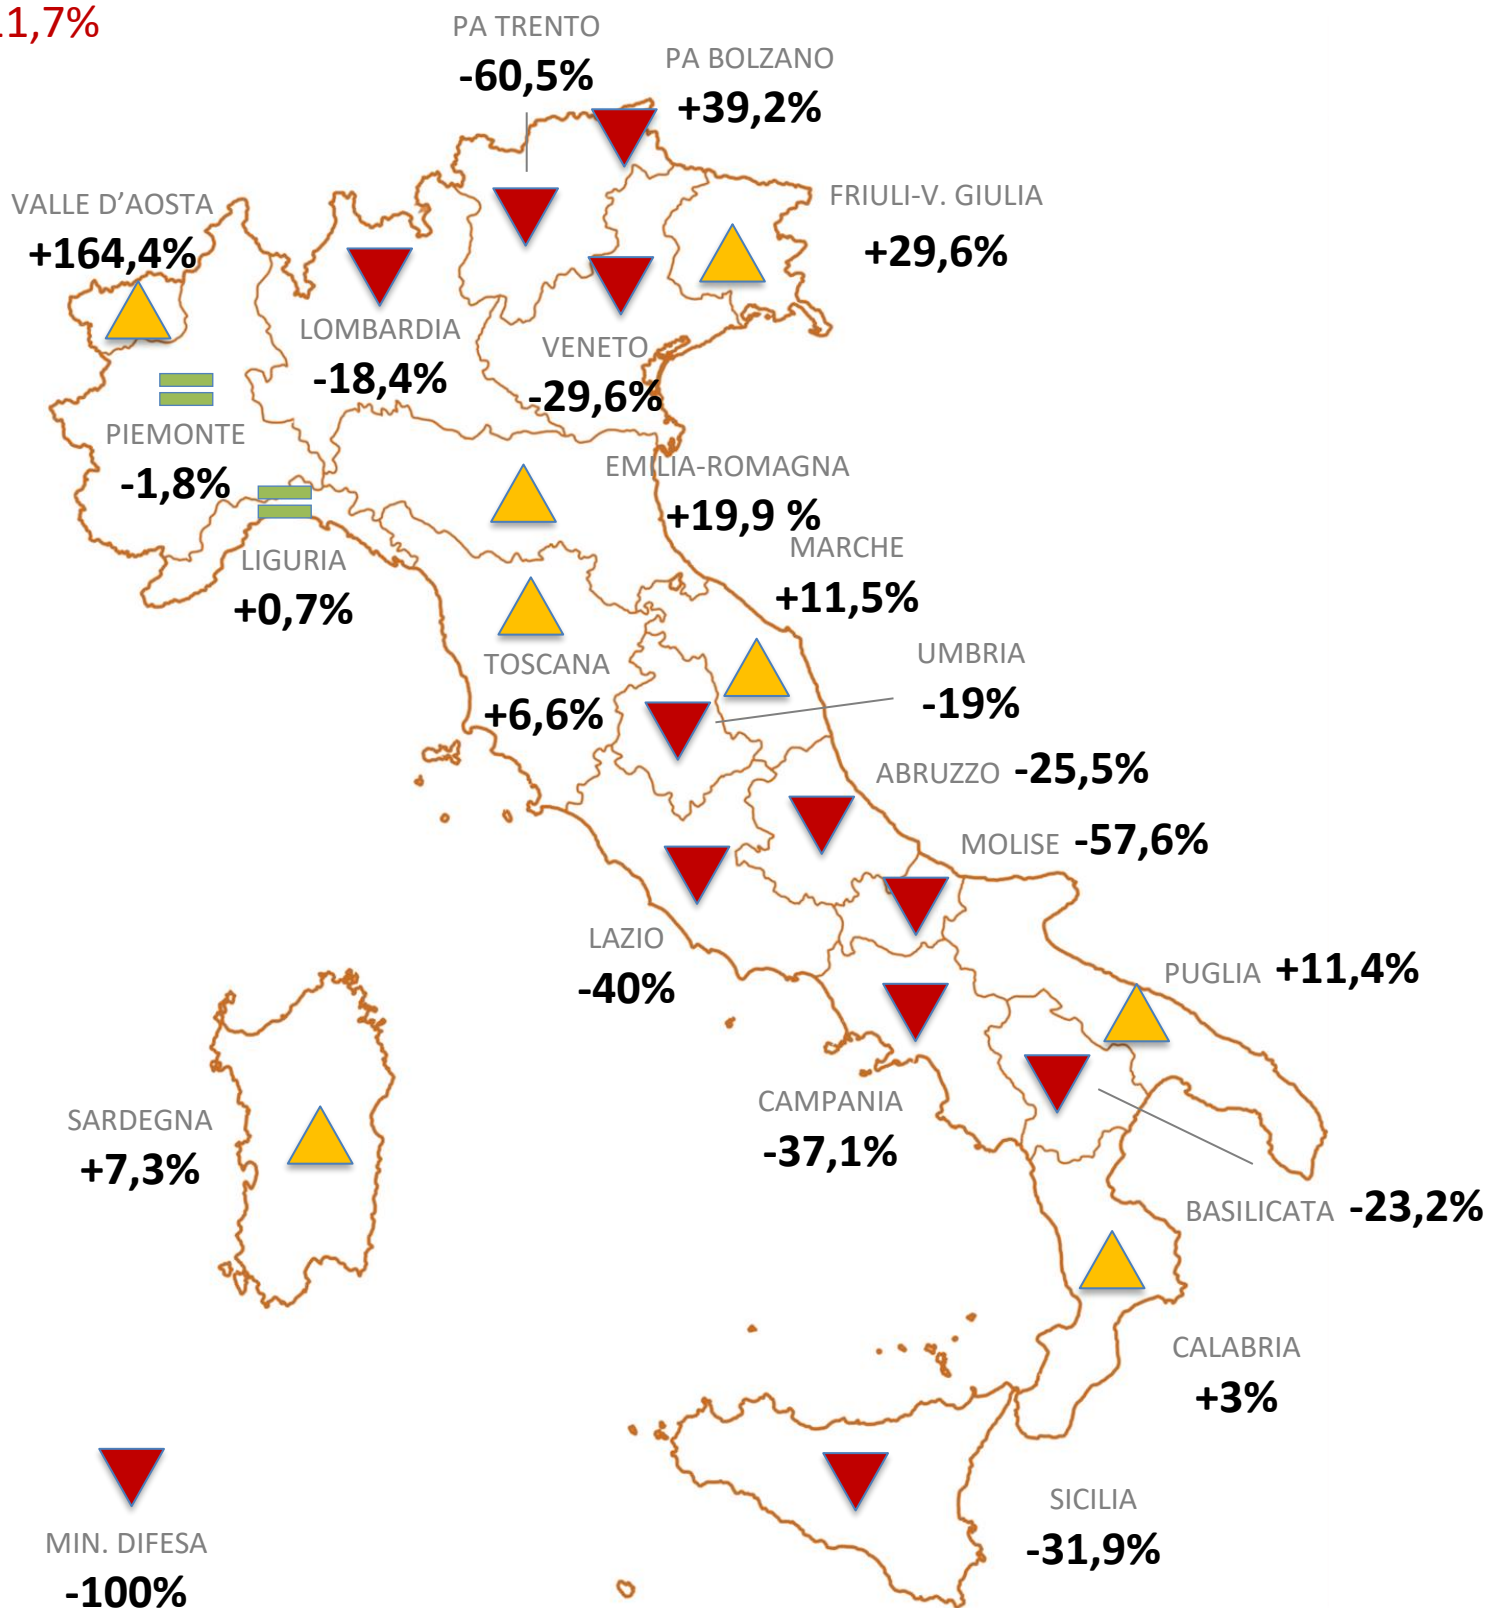 11,7%
PA TRENTO
-60,5%
PA BOLZANO
+39,2%
VALLE D’AOSTA
+164,4%
FRIULI-V. GIULIA
+29,6%
LOMBARDIA
-18,4%
VENETO
-29,6%
PIEMONTE
-1,8%
EMILIA-ROMAGNA
+19,9 %
LIGURIA
+0,7%
MARCHE
+11,5%
TOSCANA
+6,6%
UMBRIA
-19%
ABRUZZO -25,5%
MOLISE -57,6%
LAZIO
-40%
PUGLIA +11,4%
CAMPANIA
-37,1%
SARDEGNA
+7,3%
BASILICATA -23,2%
CALABRIA
+3%
SICILIA
-31,9%
MIN. DIFESA
-100%